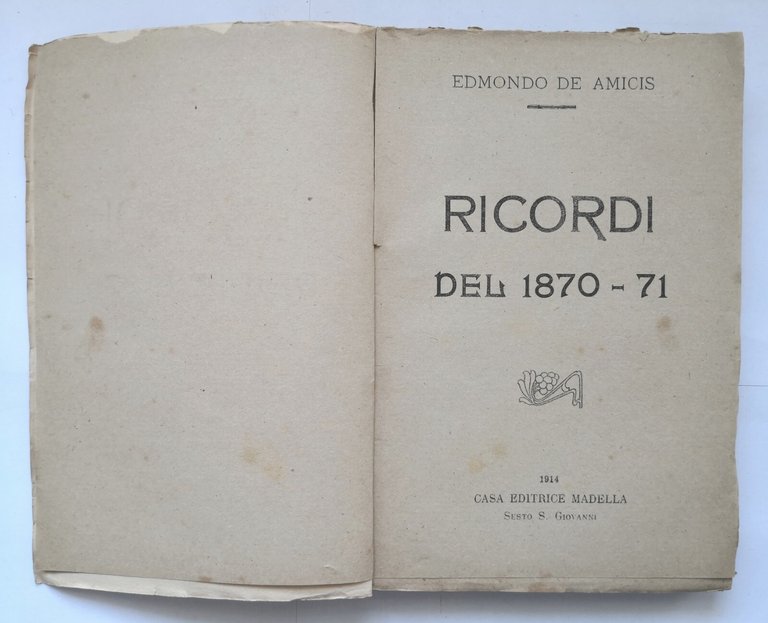 EDMONDO DE AMICIS
RICORDI
DEL 1870 - 71
1914
CASA EDITRICE MADELLA
SESTO S. GIOVANNI